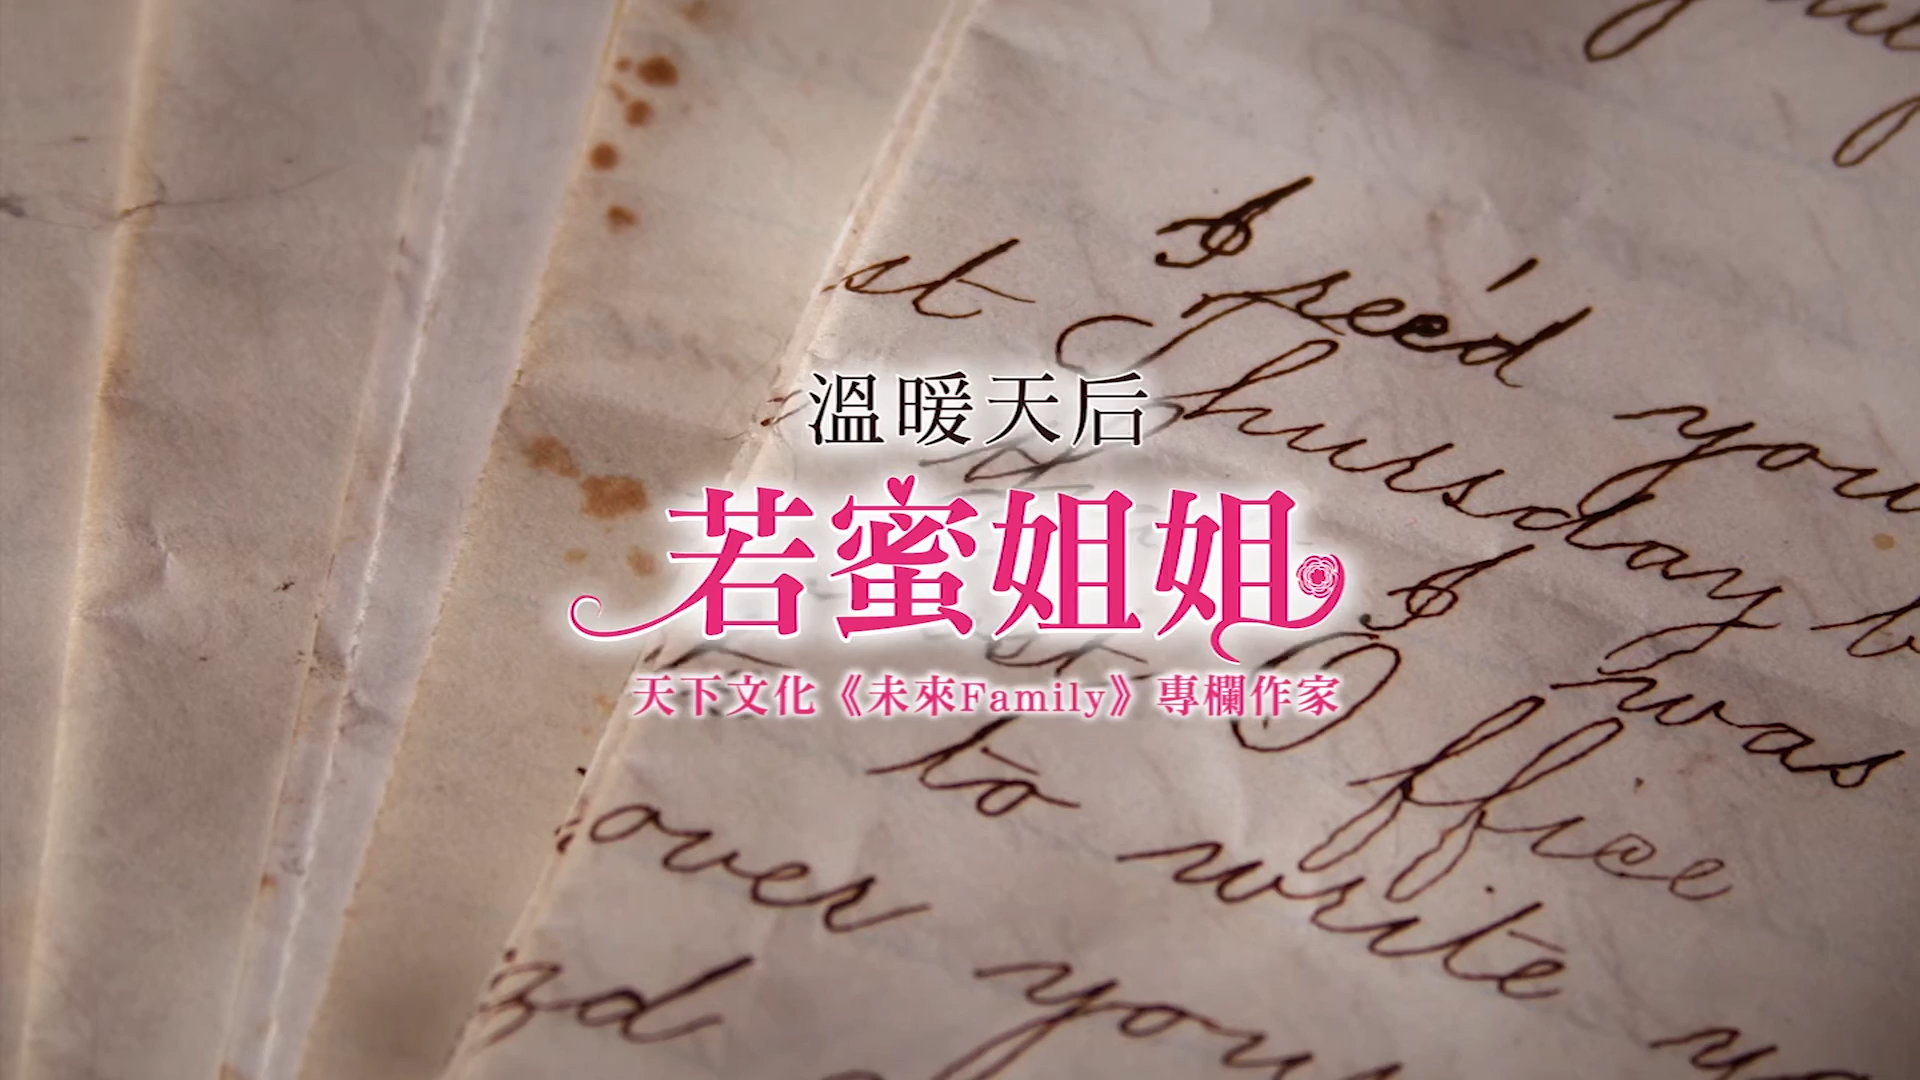 溫暖天后
若蜜姐姐
天下文化《未來Family》專欄作家
st Thursday
you
I was
to
Office
over
write
you